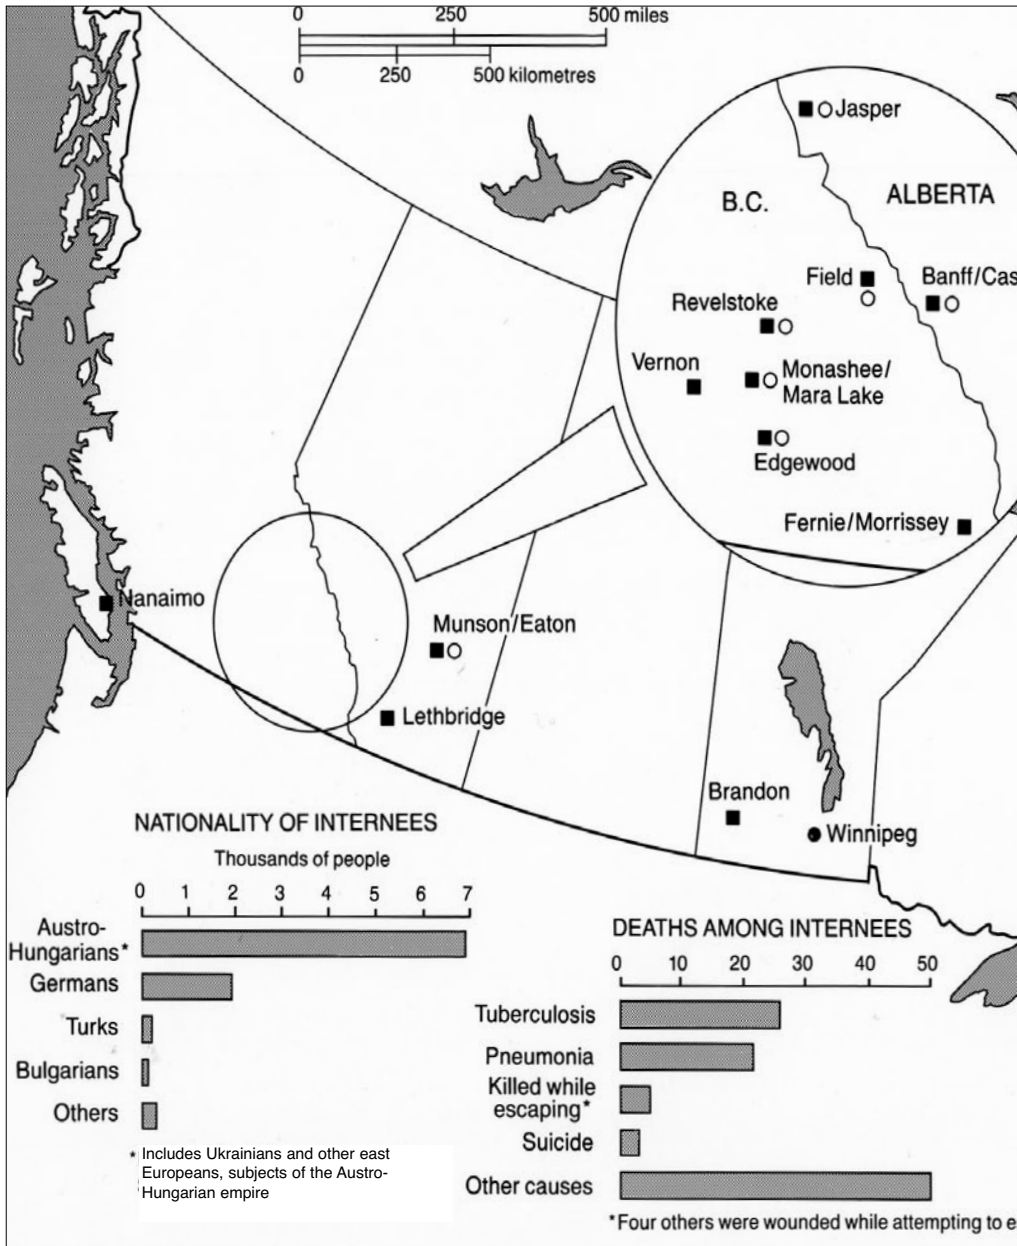 0 250 500 miles
0 250 500 kilometres
Jasper
B.C.
ALBERTA
Field
Banff/Cas
Revelstoke
Vernon
Monashee/
Mara Lake
Edgewood
Fernie/Morrissey
Nanaimo
Munson/Eaton
Lethbridge
Brandon
Winnipeg
NATIONALITY OF INTERNEES
Thousands of people
0 1 2 3 4 5 6 7
Austro-
Hungarians*
Germans
Turks
Bulgarians
Others
* Includes Ukrainians and other east
Europeans, subjects of the Austro-
Hungarian empire
DEATHS AMONG INTERNEES
0 10 20 30 40 50
Tuberculosis
Pneumonia
Killed while
escaping*
Suicide
Other causes
*Four others were wounded while attempting to e